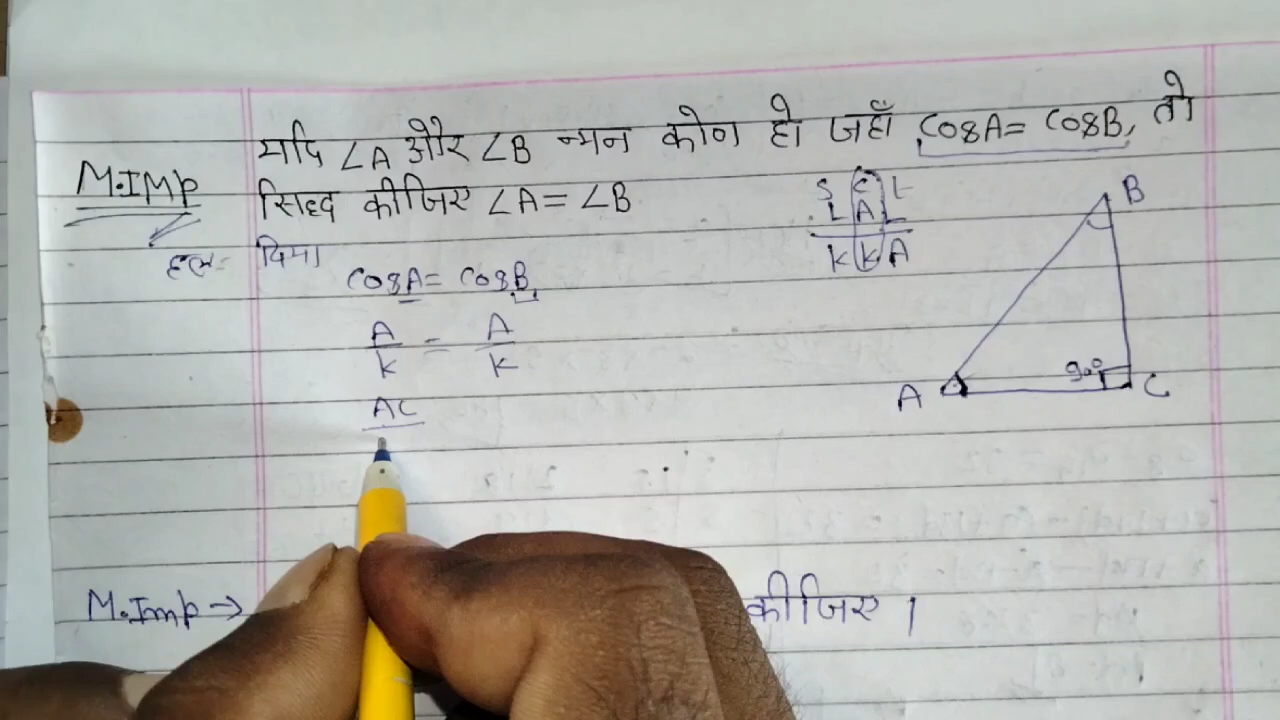 यदि ∠A और ∠B न्यून कोण हो जहाँ CosA = CosB, तो
M.IMP
सिध्द कीजिए ∠A = ∠B
S C L
L A L
K K A
हल= दिया
CosA = CosB
A/K = A/K
AC
B
A
90°
C
M.Imp →
कीजिए ।